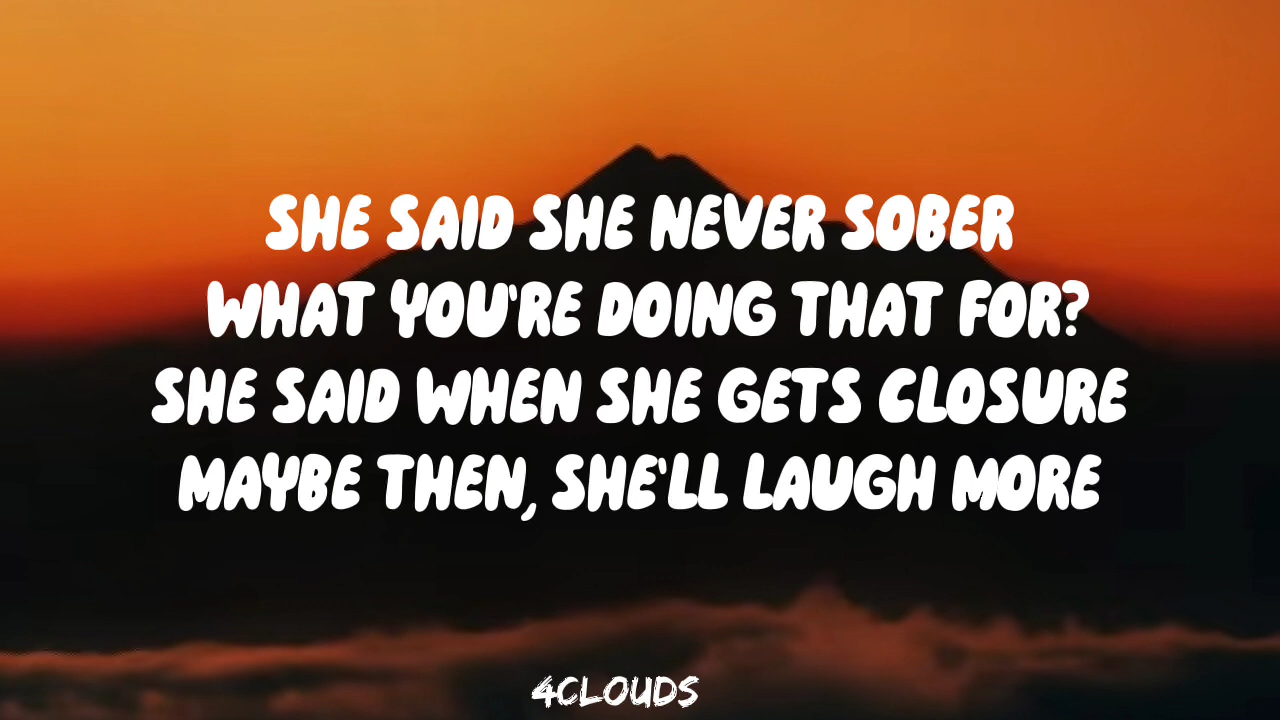 SHE SAID SHE NEVER SOBER
WHAT YOU'RE DOING THAT FOR?
SHE SAID WHEN SHE GETS CLOSURE
MAYBE THEN, SHE'LL LAUGH MORE
4CLOUDS